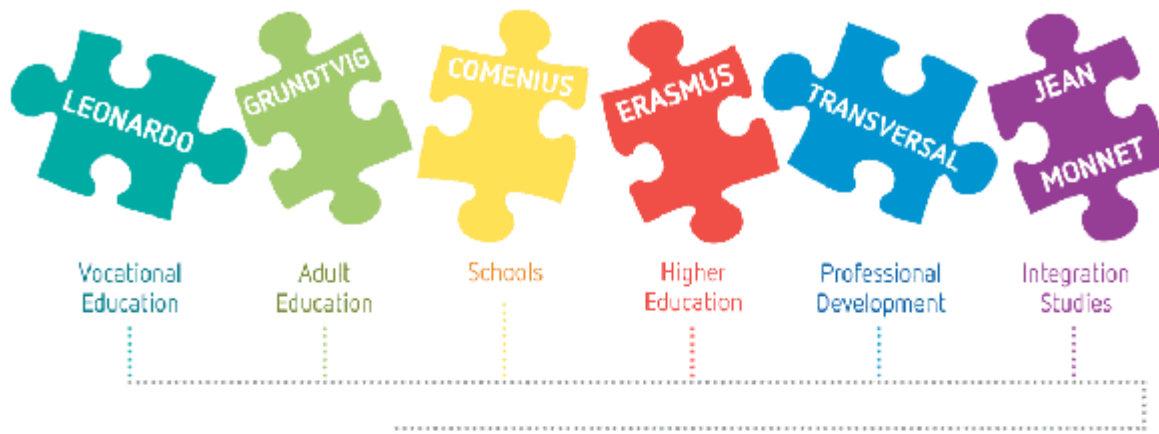 LEONARDO
GRUNDTVIG
COMENIUS
ERASMUS
TRANSVERSAL
JEAN
MONNET
Vocational
Education
Adult
Education
Schools
Higher
Education
Professional
Development
Integration
Studies